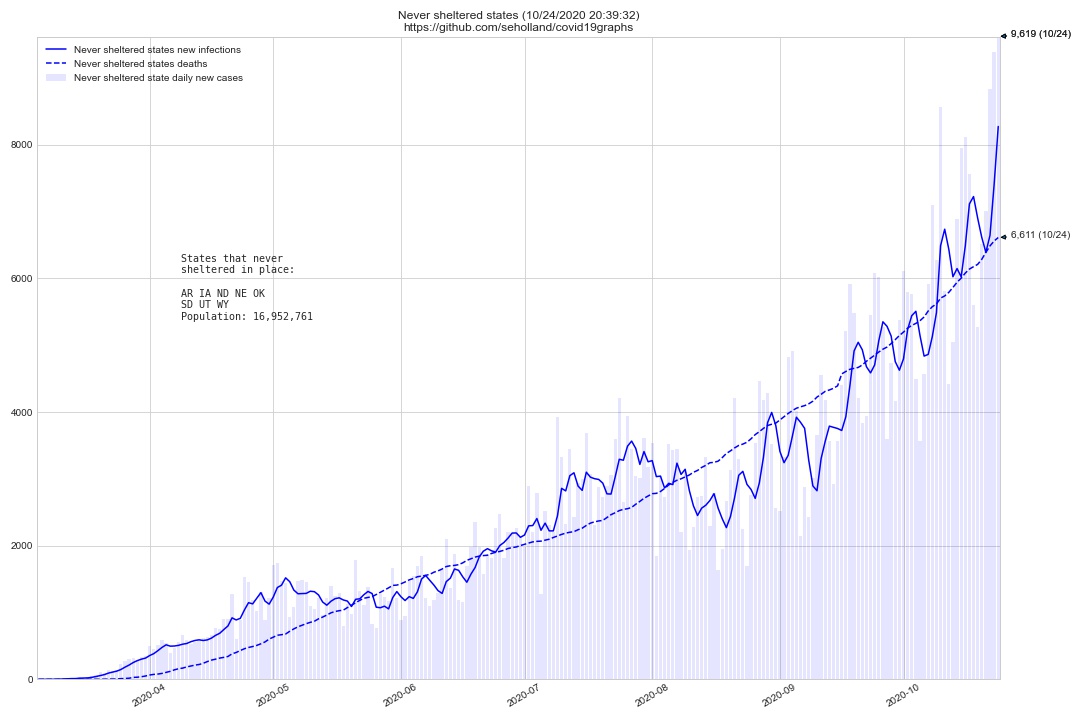 Never sheltered states (10/24/2020 20:39:32)
https://github.com/seholland/covid19graphs
9,619 (10/24)
Never sheltered states new infections
Never sheltered states deaths
Never sheltered state daily new cases
8000
6,611 (10/24)
States that never
sheltered in place:
AR IA ND NE OK
SD UT WY
Population: 16,952,761
6000
4000
2000
0
2020-04
2020-05
2020-06
2020-07
2020-08
2020-09
2020-10